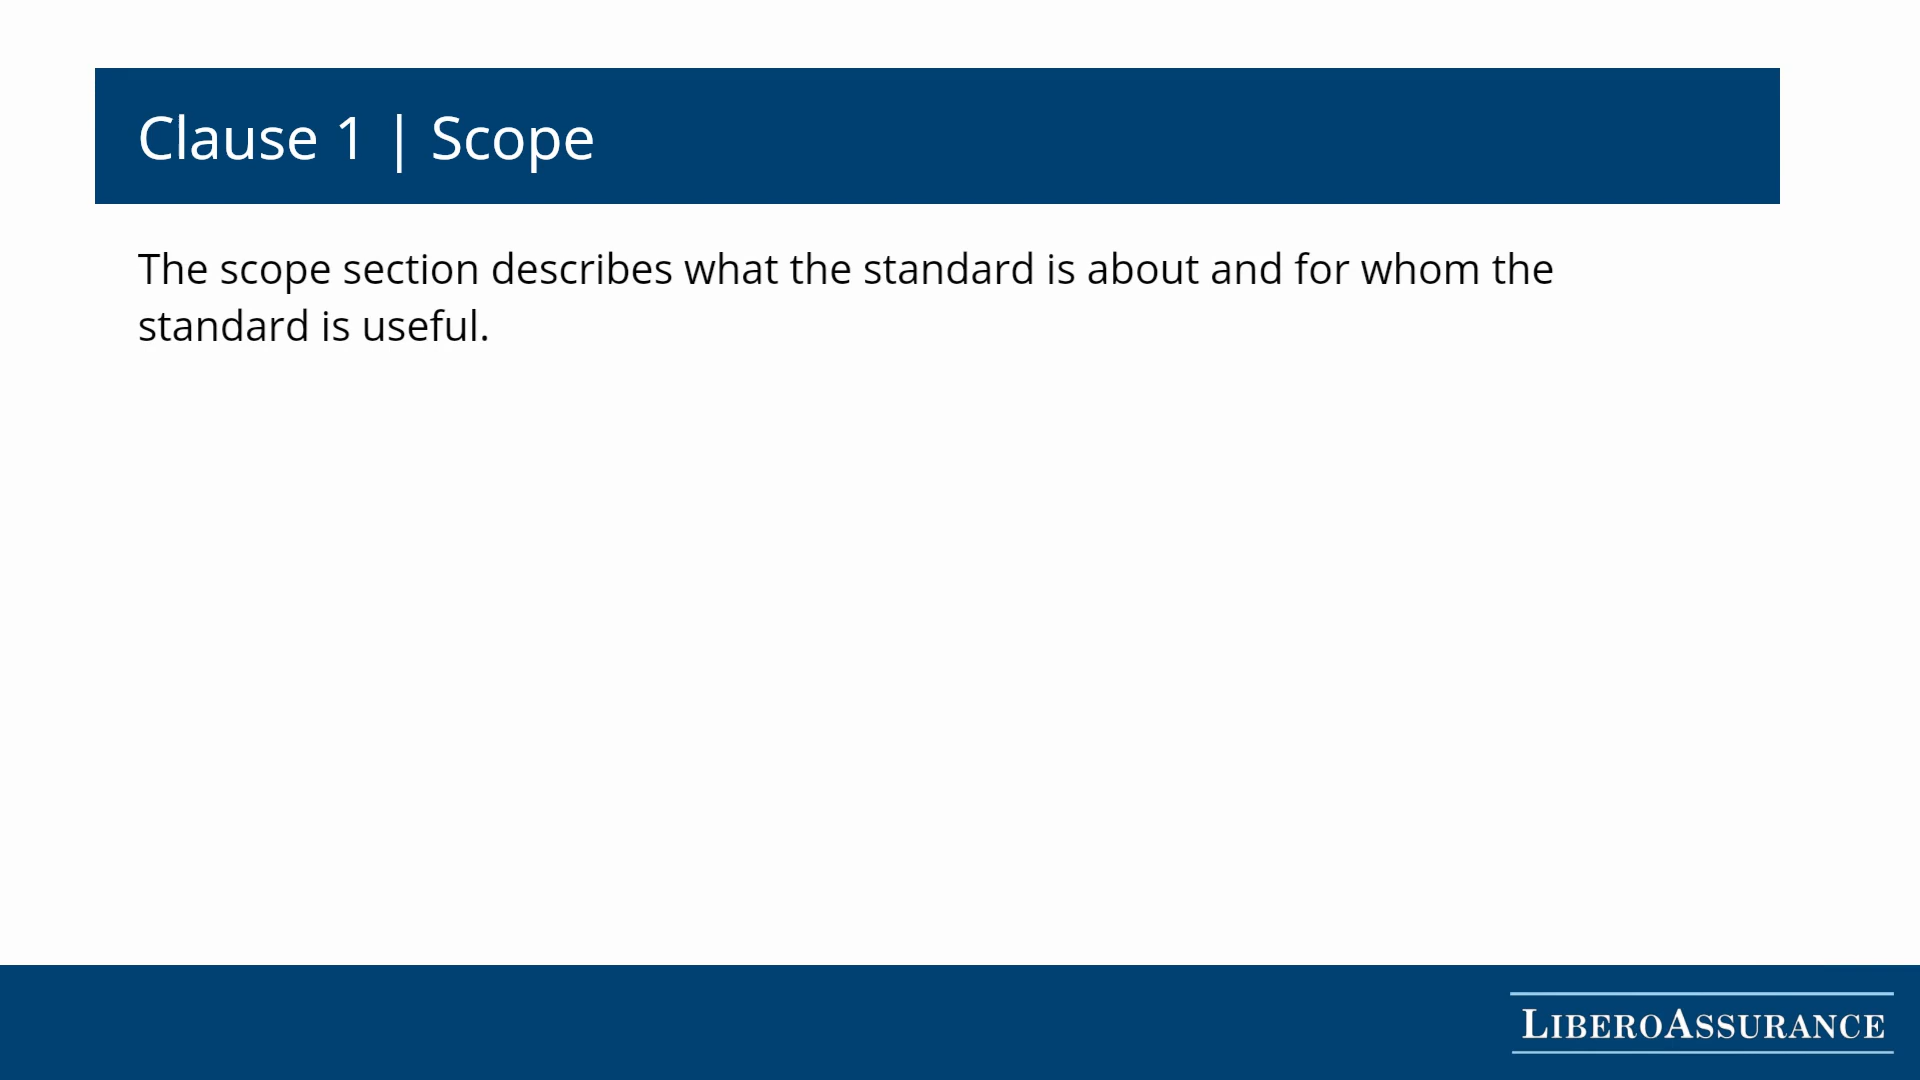 Clause 1 | Scope
The scope section describes what the standard is about and for whom the
standard is useful.
LIBEROASSURANCE